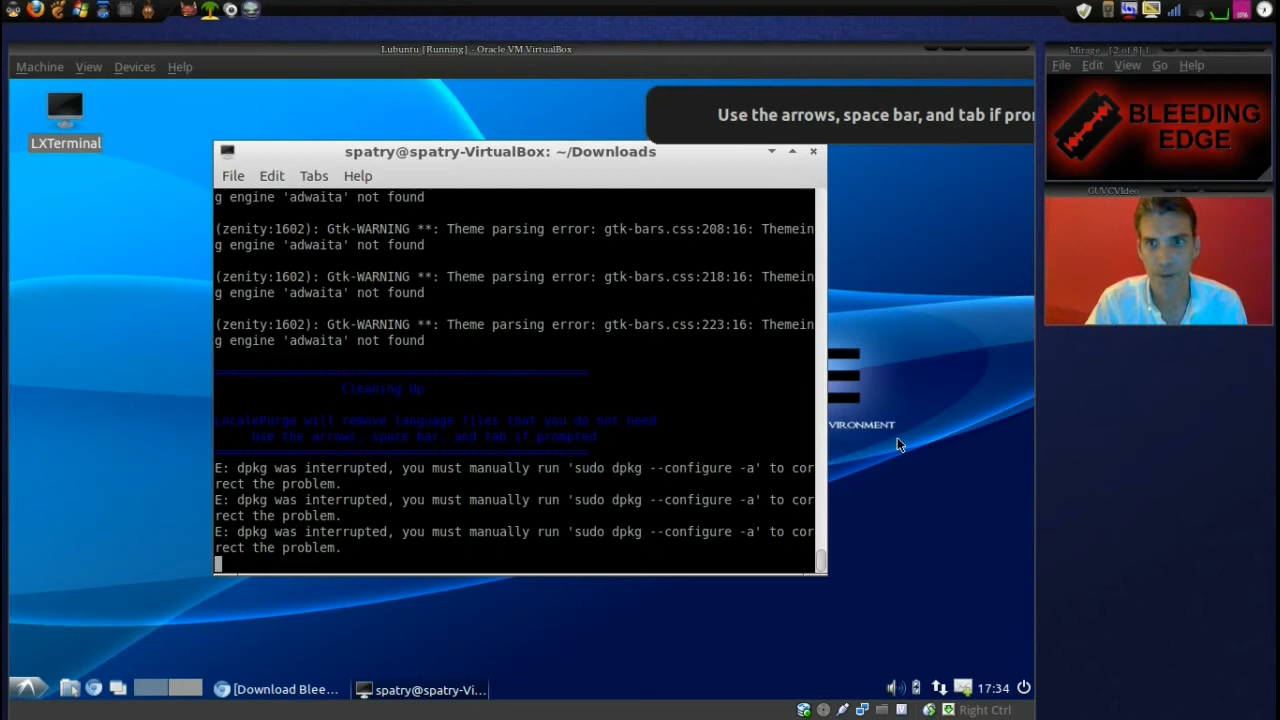 Lubuntu [Running] - Oracle VM VirtualBox
Machine View Devices Help
LXTerminal
Use the arrows, space bar, and tab if pro
spatry@spatry-VirtualBox: ~/Downloads
File Edit Tabs Help
g engine 'adwaita' not found
(zenity:1602): Gtk-WARNING **: Theme parsing error: gtk-bars.css:208:16: Themein
g engine 'adwaita' not found
(zenity:1602): Gtk-WARNING **: Theme parsing error: gtk-bars.css:218:16: Themein
g engine 'adwaita' not found
(zenity:1602): Gtk-WARNING **: Theme parsing error: gtk-bars.css:223:16: Themein
g engine 'adwaita' not found
Cleaning Up
LocalePurge will remove language files that you do not need
Use the arrows, space bar, and tab if prompted
E: dpkg was interrupted, you must manually run 'sudo dpkg --configure -a' to cor
rect the problem.
E: dpkg was interrupted, you must manually run 'sudo dpkg --configure -a' to cor
rect the problem.
E: dpkg was interrupted, you must manually run 'sudo dpkg --configure -a' to cor
rect the problem.
VIRONMENT
[Download Blee...
spatry@spatry-Vi...
17:34
Right Ctrl
Mirage - [2 of 8]
File Edit View Go Help
BLEEDING
EDGE
GUVCVideo